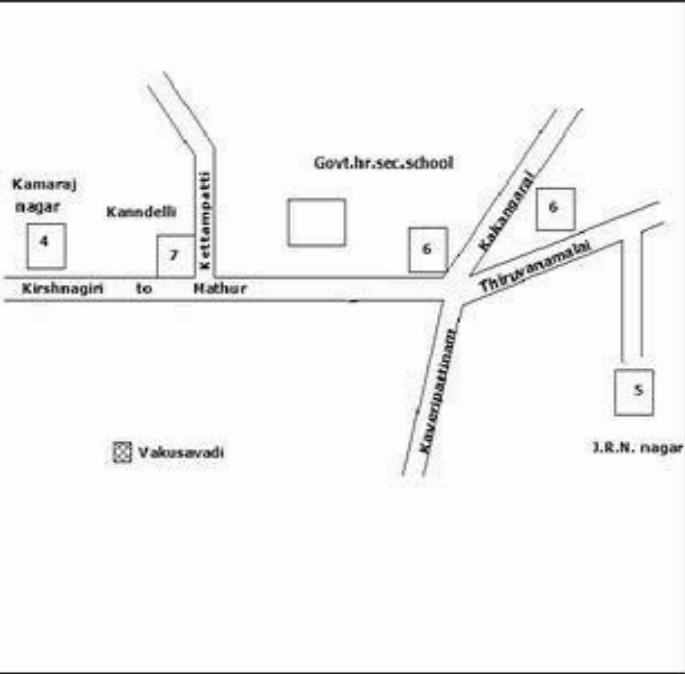 Govt.hr.sec.school
Kamaraj
nagar
Kanndelli
Kettampatti
Kakangarai
6
4
7
6
Thiruvanamalai
Kirshnagiri to Mathur
Kaveripattinam
5
Vakusavadi
J.R.N. nagar